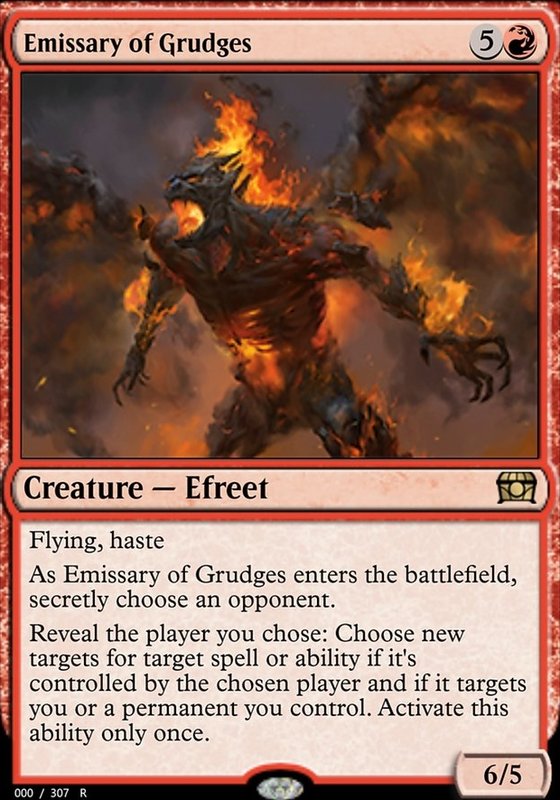 Emissary of Grudges
5
Creature — Efreet
Flying, haste
As Emissary of Grudges enters the battlefield,
secretly choose an opponent.
Reveal the player you chose: Choose new
targets for target spell or ability if it's
controlled by the chosen player and if it targets
you or a permanent you control. Activate this
ability only once.
6/5
000 / 307 R